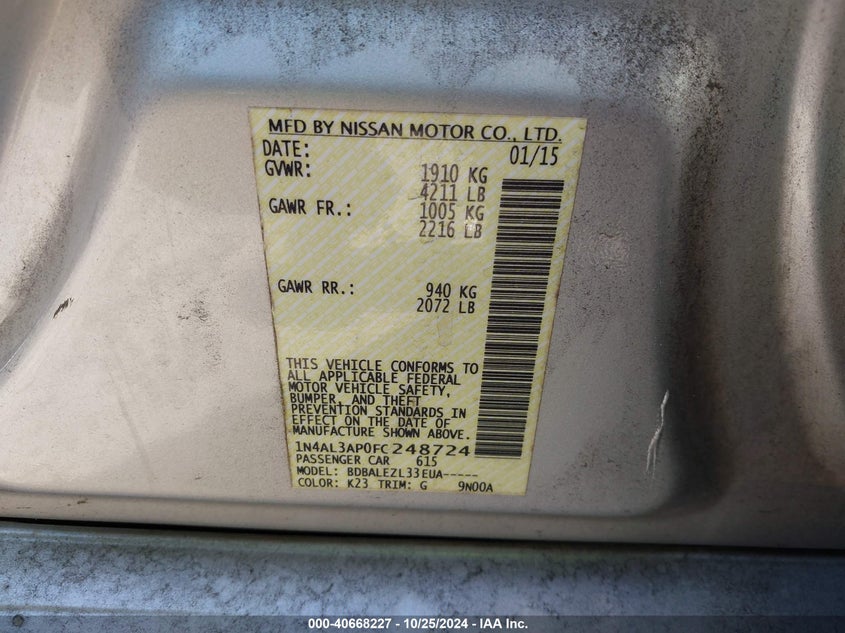 MFD BY NISSAN MOTOR CO., LTD.
DATE: 01/15
GVWR: 1910 KG
4211 LB
GAWR FR.: 1005 KG
2216 LB
GAWR RR.: 940 KG
2072 LB
THIS VEHICLE CONFORMS TO
ALL APPLICABLE FEDERAL
MOTOR VEHICLE SAFETY,
BUMPER, AND THEFT
PREVENTION STANDARDS IN
EFFECT ON THE DATE OF
MANUFACTURE SHOWN ABOVE.
1N4AL3AP0FC248724
PASSENGER CAR 615
MODEL: BDBALEZL33EUA-----
COLOR: K23 TRIM: G 9N00A
000-40668227 - 10/25/2024 - IAA Inc.